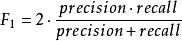 F₁ = 2 · (precision · recall) / (precision + recall)